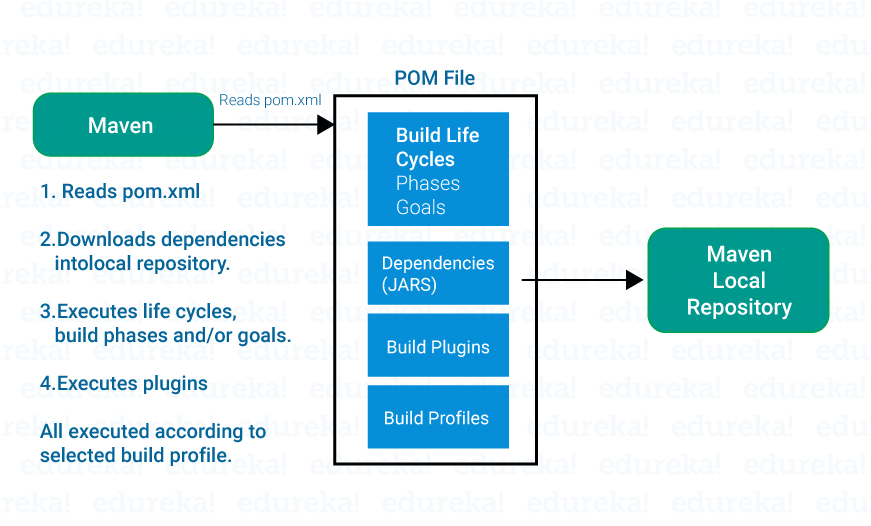 POM File
Reads pom.xml
Maven
1. Reads pom.xml
2.Downloads dependencies
intolocal repository.
3.Executes life cycles,
build phases and/or goals.
4.Executes plugins
All executed according to
selected build profile.
Build Life
Cycles
Phases
Goals
Dependencies
(JARS)
Build Plugins
Build Profiles
Maven
Local
Repository
edureka!